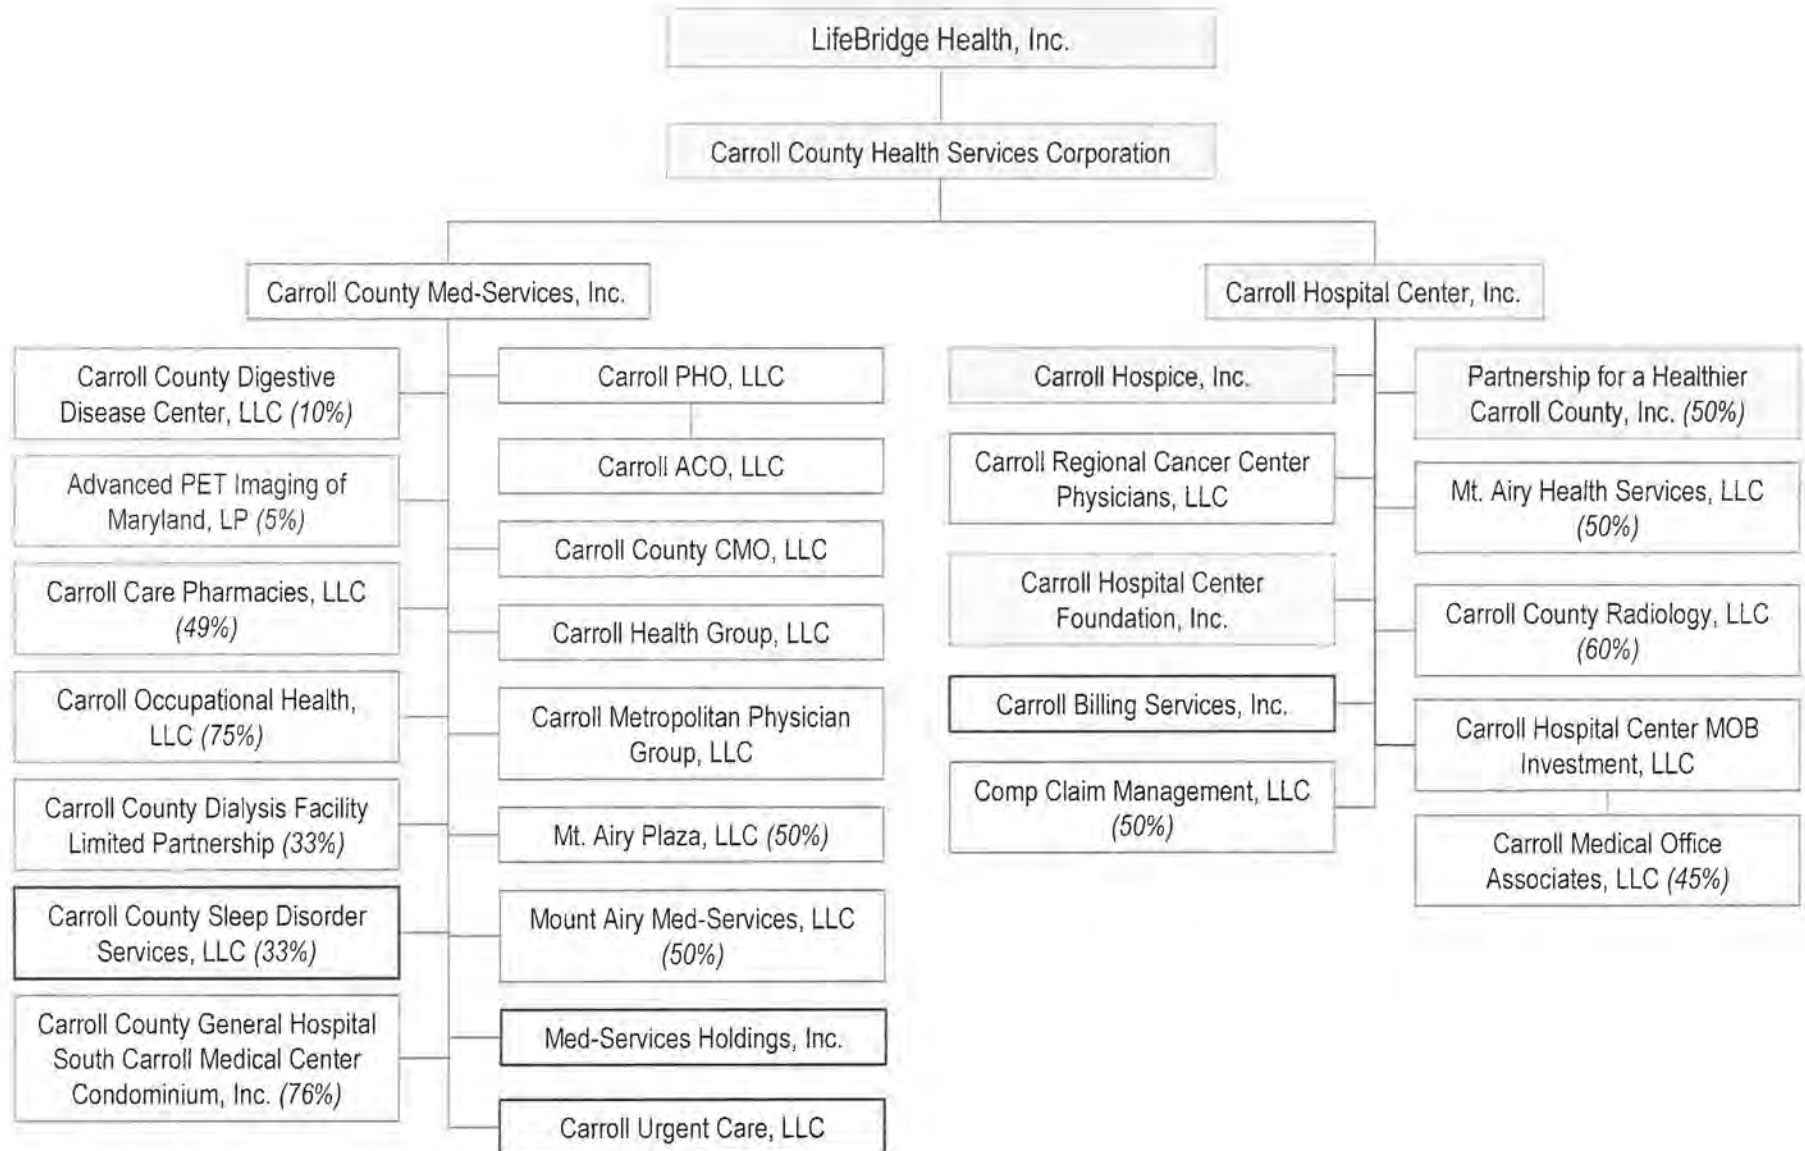 LifeBridge Health, Inc.
Carroll County Health Services Corporation
Carroll County Med-Services, Inc.
Carroll County Digestive
Disease Center, LLC (10%)
Advanced PET Imaging of
Maryland, LP (5%)
Carroll Care Pharmacies, LLC
(49%)
Carroll Occupational Health,
LLC (75%)
Carroll County Dialysis Facility
Limited Partnership (33%)
Carroll County Sleep Disorder
Services, LLC (33%)
Carroll County General Hospital
South Carroll Medical Center
Condominium, Inc. (76%)
Carroll PHO, LLC
Carroll ACO, LLC
Carroll County CMO, LLC
Carroll Health Group, LLC
Carroll Metropolitan Physician
Group, LLC
Mt. Airy Plaza, LLC (50%)
Mount Airy Med-Services, LLC
(50%)
Med-Services Holdings, Inc.
Carroll Urgent Care, LLC
Carroll Hospital Center, Inc.
Carroll Hospice, Inc.
Carroll Regional Cancer Center
Physicians, LLC
Carroll Hospital Center
Foundation, Inc.
Carroll Billing Services, Inc.
Comp Claim Management, LLC
(50%)
Partnership for a Healthier
Carroll County, Inc. (50%)
Mt. Airy Health Services, LLC
(50%)
Carroll County Radiology, LLC
(60%)
Carroll Hospital Center MOB
Investment, LLC
Carroll Medical Office
Associates, LLC (45%)